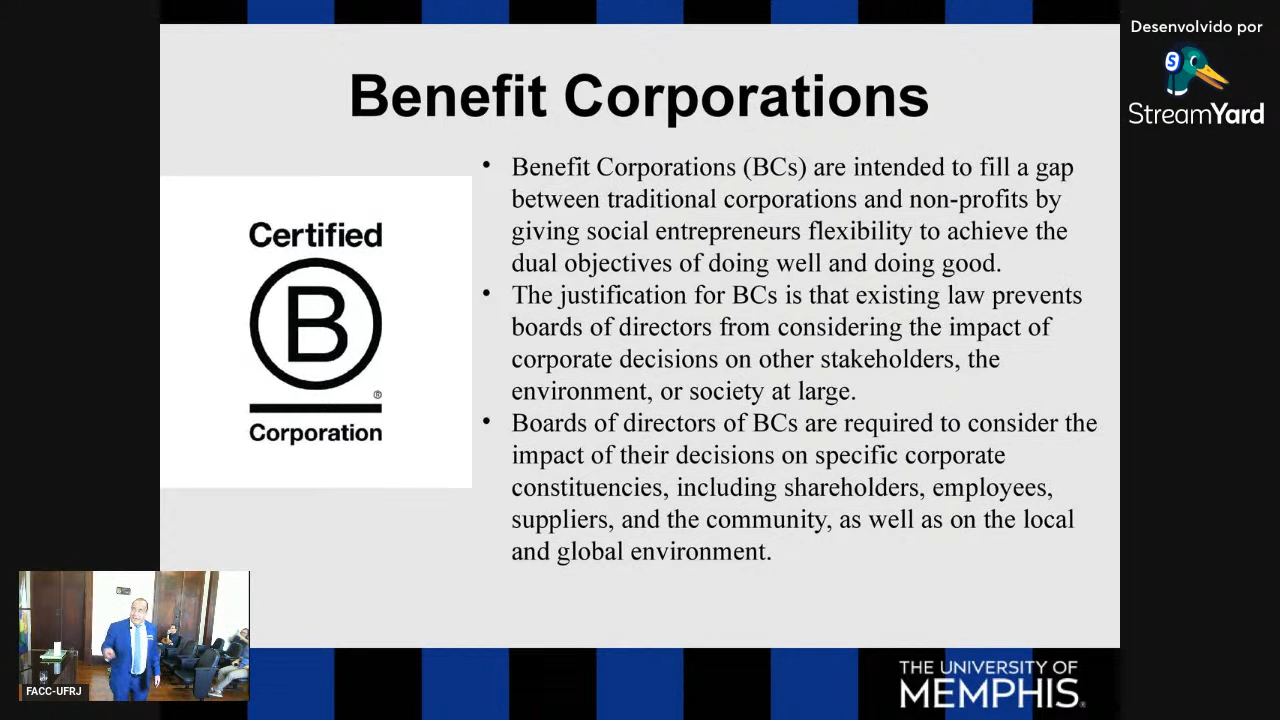 Desenvolvido por
StreamYard
Benefit Corporations
Certified
B
®
Corporation
• Benefit Corporations (BCs) are intended to fill a gap
between traditional corporations and non-profits by
giving social entrepreneurs flexibility to achieve the
dual objectives of doing well and doing good.
• The justification for BCs is that existing law prevents
boards of directors from considering the impact of
corporate decisions on other stakeholders, the
environment, or society at large.
• Boards of directors of BCs are required to consider the
impact of their decisions on specific corporate
constituencies, including shareholders, employees,
suppliers, and the community, as well as on the local
and global environment.
FACC-UFRJ
THE UNIVERSITY OF
MEMPHIS®